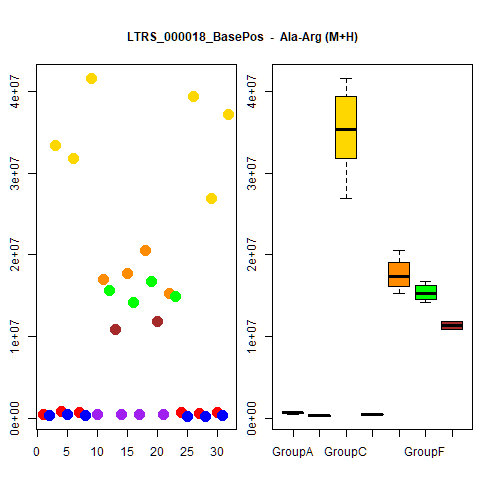 LTRS_000018_BasePos - Ala-Arg (M+H)
4e+07
3e+07
2e+07
1e+07
0e+00
0 5 10 15 20 25 30
4e+07
3e+07
2e+07
1e+07
0e+00
GroupA GroupC GroupF